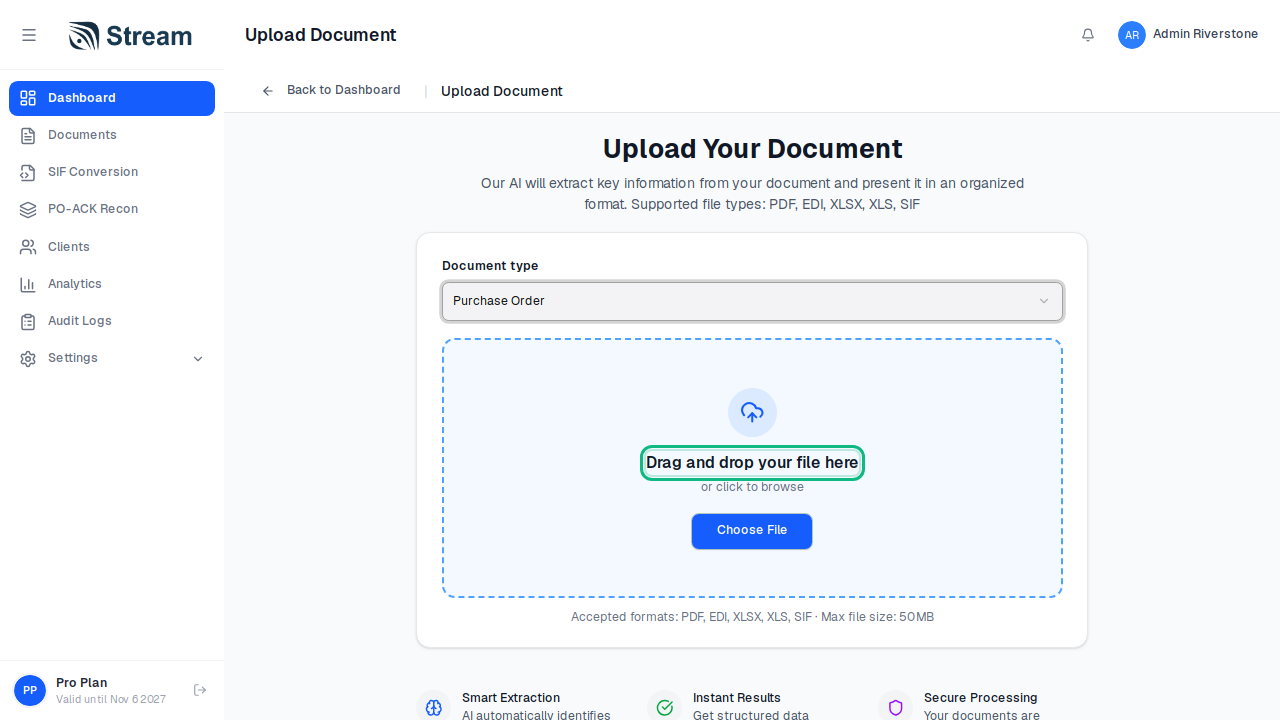 Stream
Upload Document
AR
Admin Riverstone
Dashboard
Documents
SIF Conversion
PO-ACK Recon
Clients
Analytics
Audit Logs
Settings
PP
Pro Plan
Valid until Nov 6 2027
Back to Dashboard
Upload Document
Upload Your Document
Our AI will extract key information from your document and present it in an organized
format. Supported file types: PDF, EDI, XLSX, XLS, SIF
Document type
Purchase Order
Drag and drop your file here
or click to browse
Choose File
Accepted formats: PDF, EDI, XLSX, XLS, SIF · Max file size: 50MB
Smart Extraction
AI automatically identifies
Instant Results
Get structured data
Secure Processing
Your documents are